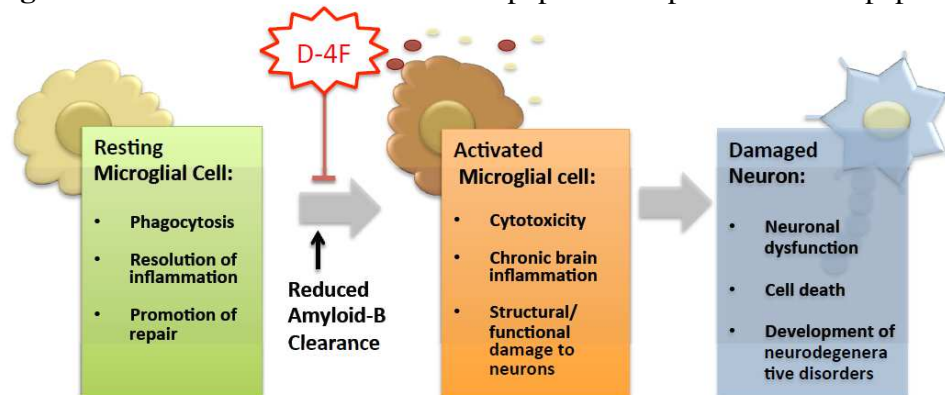 D-4F
Resting
Microglial Cell:
• Phagocytosis
• Resolution of
inflammation
• Promotion of
repair
Reduced
Amyloid-B
Clearance
Activated
Microglial cell:
• Cytotoxicity
• Chronic brain
inflammation
• Structural/
functional
damage to
neurons
Damaged
Neuron:
• Neuronal
dysfunction
• Cell death
• Development of
neurodegenera
tive disorders